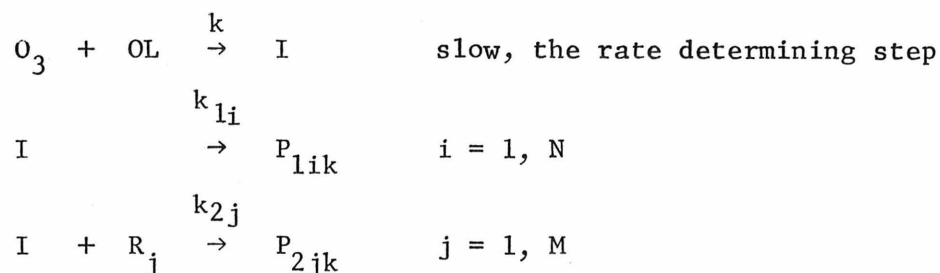 k
O3 + OL → I slow, the rate determining step
k1i
I → P1ik i = 1, N
k2j
I + Rj → P2jk j = 1, M